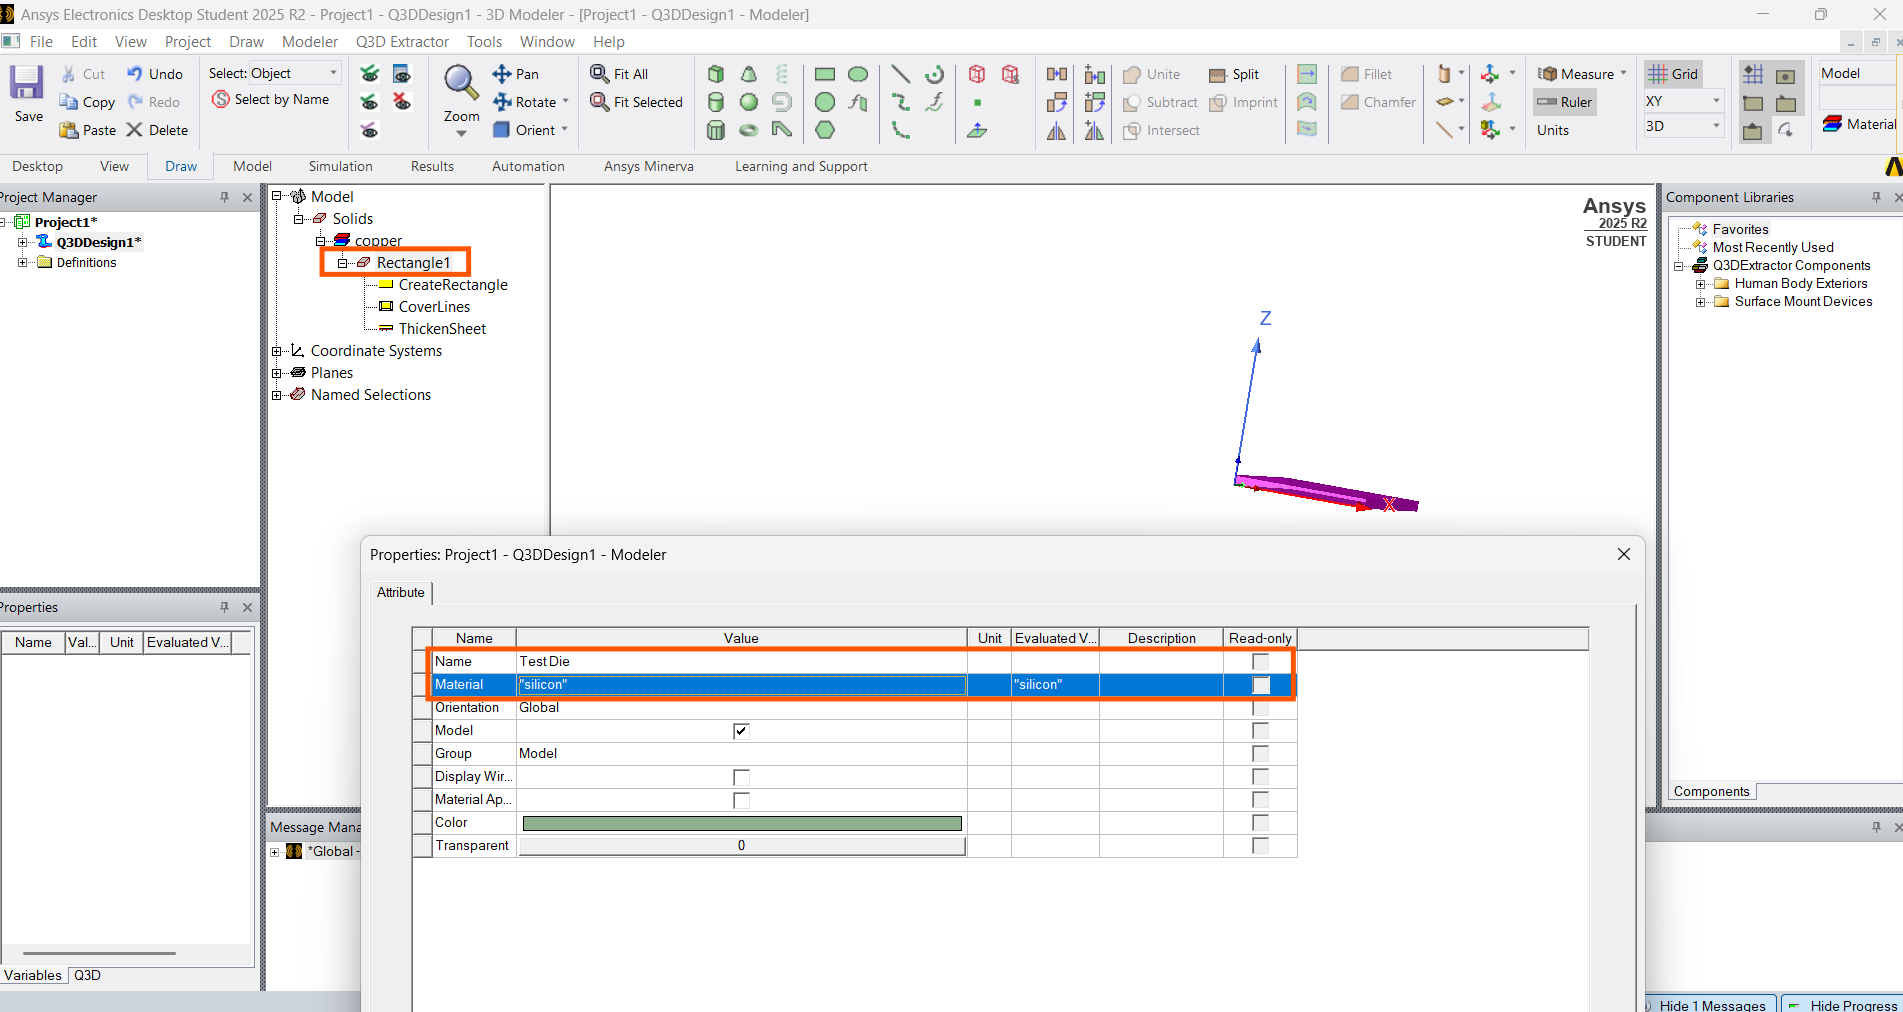 Ansys Electronics Desktop Student 2025 R2 - Project1 - Q3DDesign1 - 3D Modeler - [Project1 - Q3DDesign1 - Modeler]
File Edit View Project Draw Modeler Q3D Extractor Tools Window Help
Save
Cut
Copy
Paste
Undo
Redo
Delete
Select: Object
Select by Name
Zoom
Pan
Rotate
Orient
Fit All
Fit Selected
Unite
Subtract
Intersect
Split
Imprint
Fillet
Chamfer
Measure
Ruler
Units
Grid
XY
3D
Model
Material
Desktop View Draw Model Simulation Results Automation Ansys Minerva Learning and Support
Project Manager
Project1*
Q3DDesign1*
Definitions
Model
Solids
copper
Rectangle1
CreateRectangle
CoverLines
ThickenSheet
Coordinate Systems
Planes
Named Selections
Ansys
2025 R2
STUDENT
Z
X
Component Libraries
Favorites
Most Recently Used
Q3DExtractor Components
Human Body Exteriors
Surface Mount Devices
Components
Properties
Name Val... Unit Evaluated V...
Variables Q3D
Message Mana
*Global -
Properties: Project1 - Q3DDesign1 - Modeler
Attribute
Name Value Unit Evaluated V... Description Read-only
Name Test Die
Material "silicon" "silicon"
Orientation Global
Model
Group Model
Display Wir...
Material Ap...
Color
Transparent 0
Hide 1 Messages Hide Progress